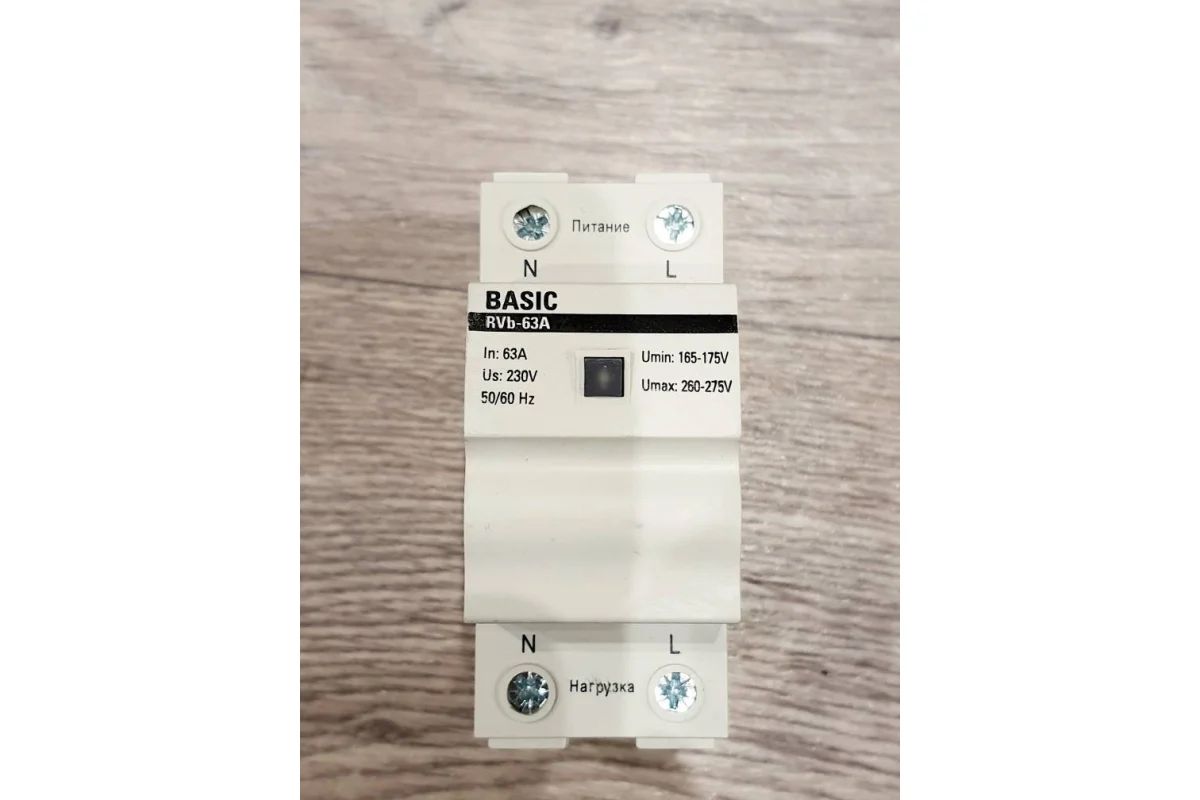 Питание
N L
BASIC
RVb-63A
In: 63A
Us: 230V
50/60 Hz
Umin: 165-175V
Umax: 260-275V
N L
Нагрузка